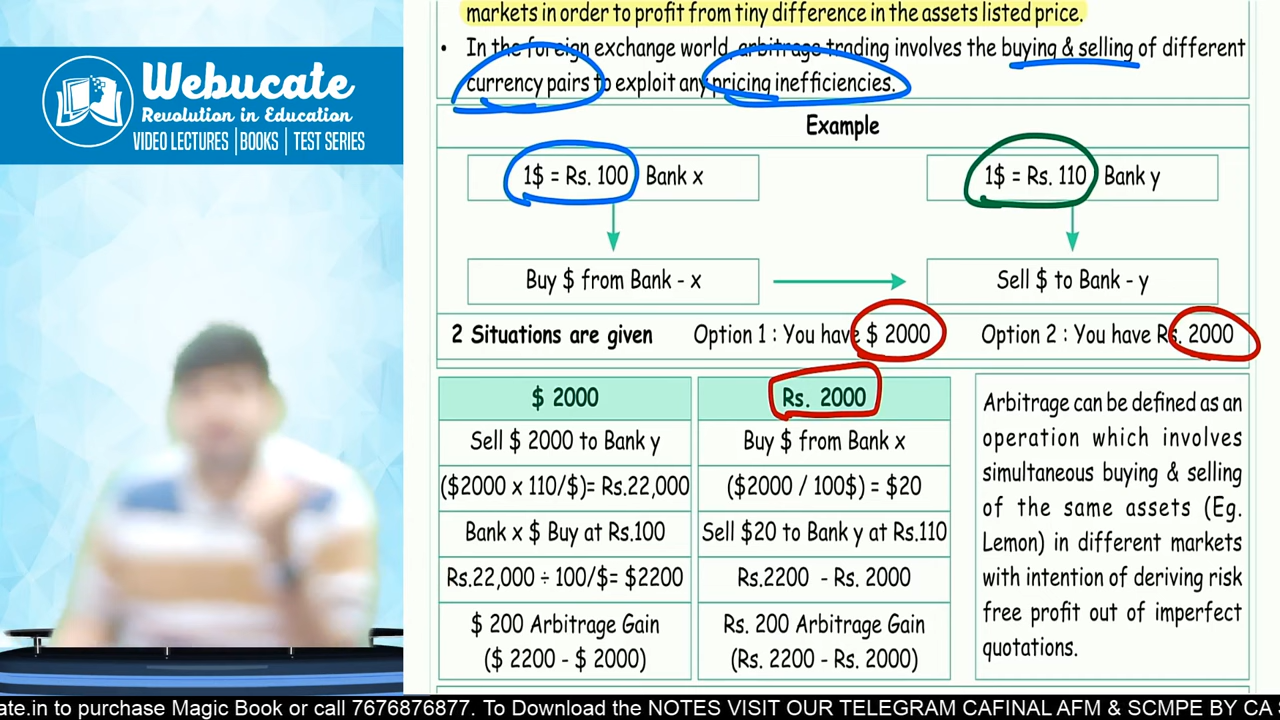 markets in order to profit from tiny difference in the assets listed price.
• In the foreign exchange world, arbitrage trading involves the buying & selling of different
currency pairs to exploit any pricing inefficiencies.
Webucate
Revolution in Education
VIDEO LECTURES | BOOKS | TEST SERIES
Example
1$ = Rs. 100 Bank x
1$ = Rs. 110 Bank y
Buy $ from Bank - x
Sell $ to Bank - y
2 Situations are given Option 1 : You have $ 2000 Option 2 : You have Rs. 2000
$ 2000
Sell $ 2000 to Bank y
($2000 x 110/$)= Rs.22,000
Bank x $ Buy at Rs.100
Rs.22,000 ÷ 100/$= $2200
$ 200 Arbitrage Gain
($ 2200 - $ 2000)
Rs. 2000
Buy $ from Bank x
($2000 / 100$) = $20
Sell $20 to Bank y at Rs.110
Rs.2200 - Rs. 2000
Rs. 200 Arbitrage Gain
(Rs. 2200 - Rs. 2000)
Arbitrage can be defined as an
operation which involves
simultaneous buying & selling
of the same assets (Eg.
Lemon) in different markets
with intention of deriving risk
free profit out of imperfect
quotations.
ate.in to purchase Magic Book or call 7676876877. To Download the NOTES VISIT OUR TELEGRAM CAFINAL AFM & SCMPE BY CA